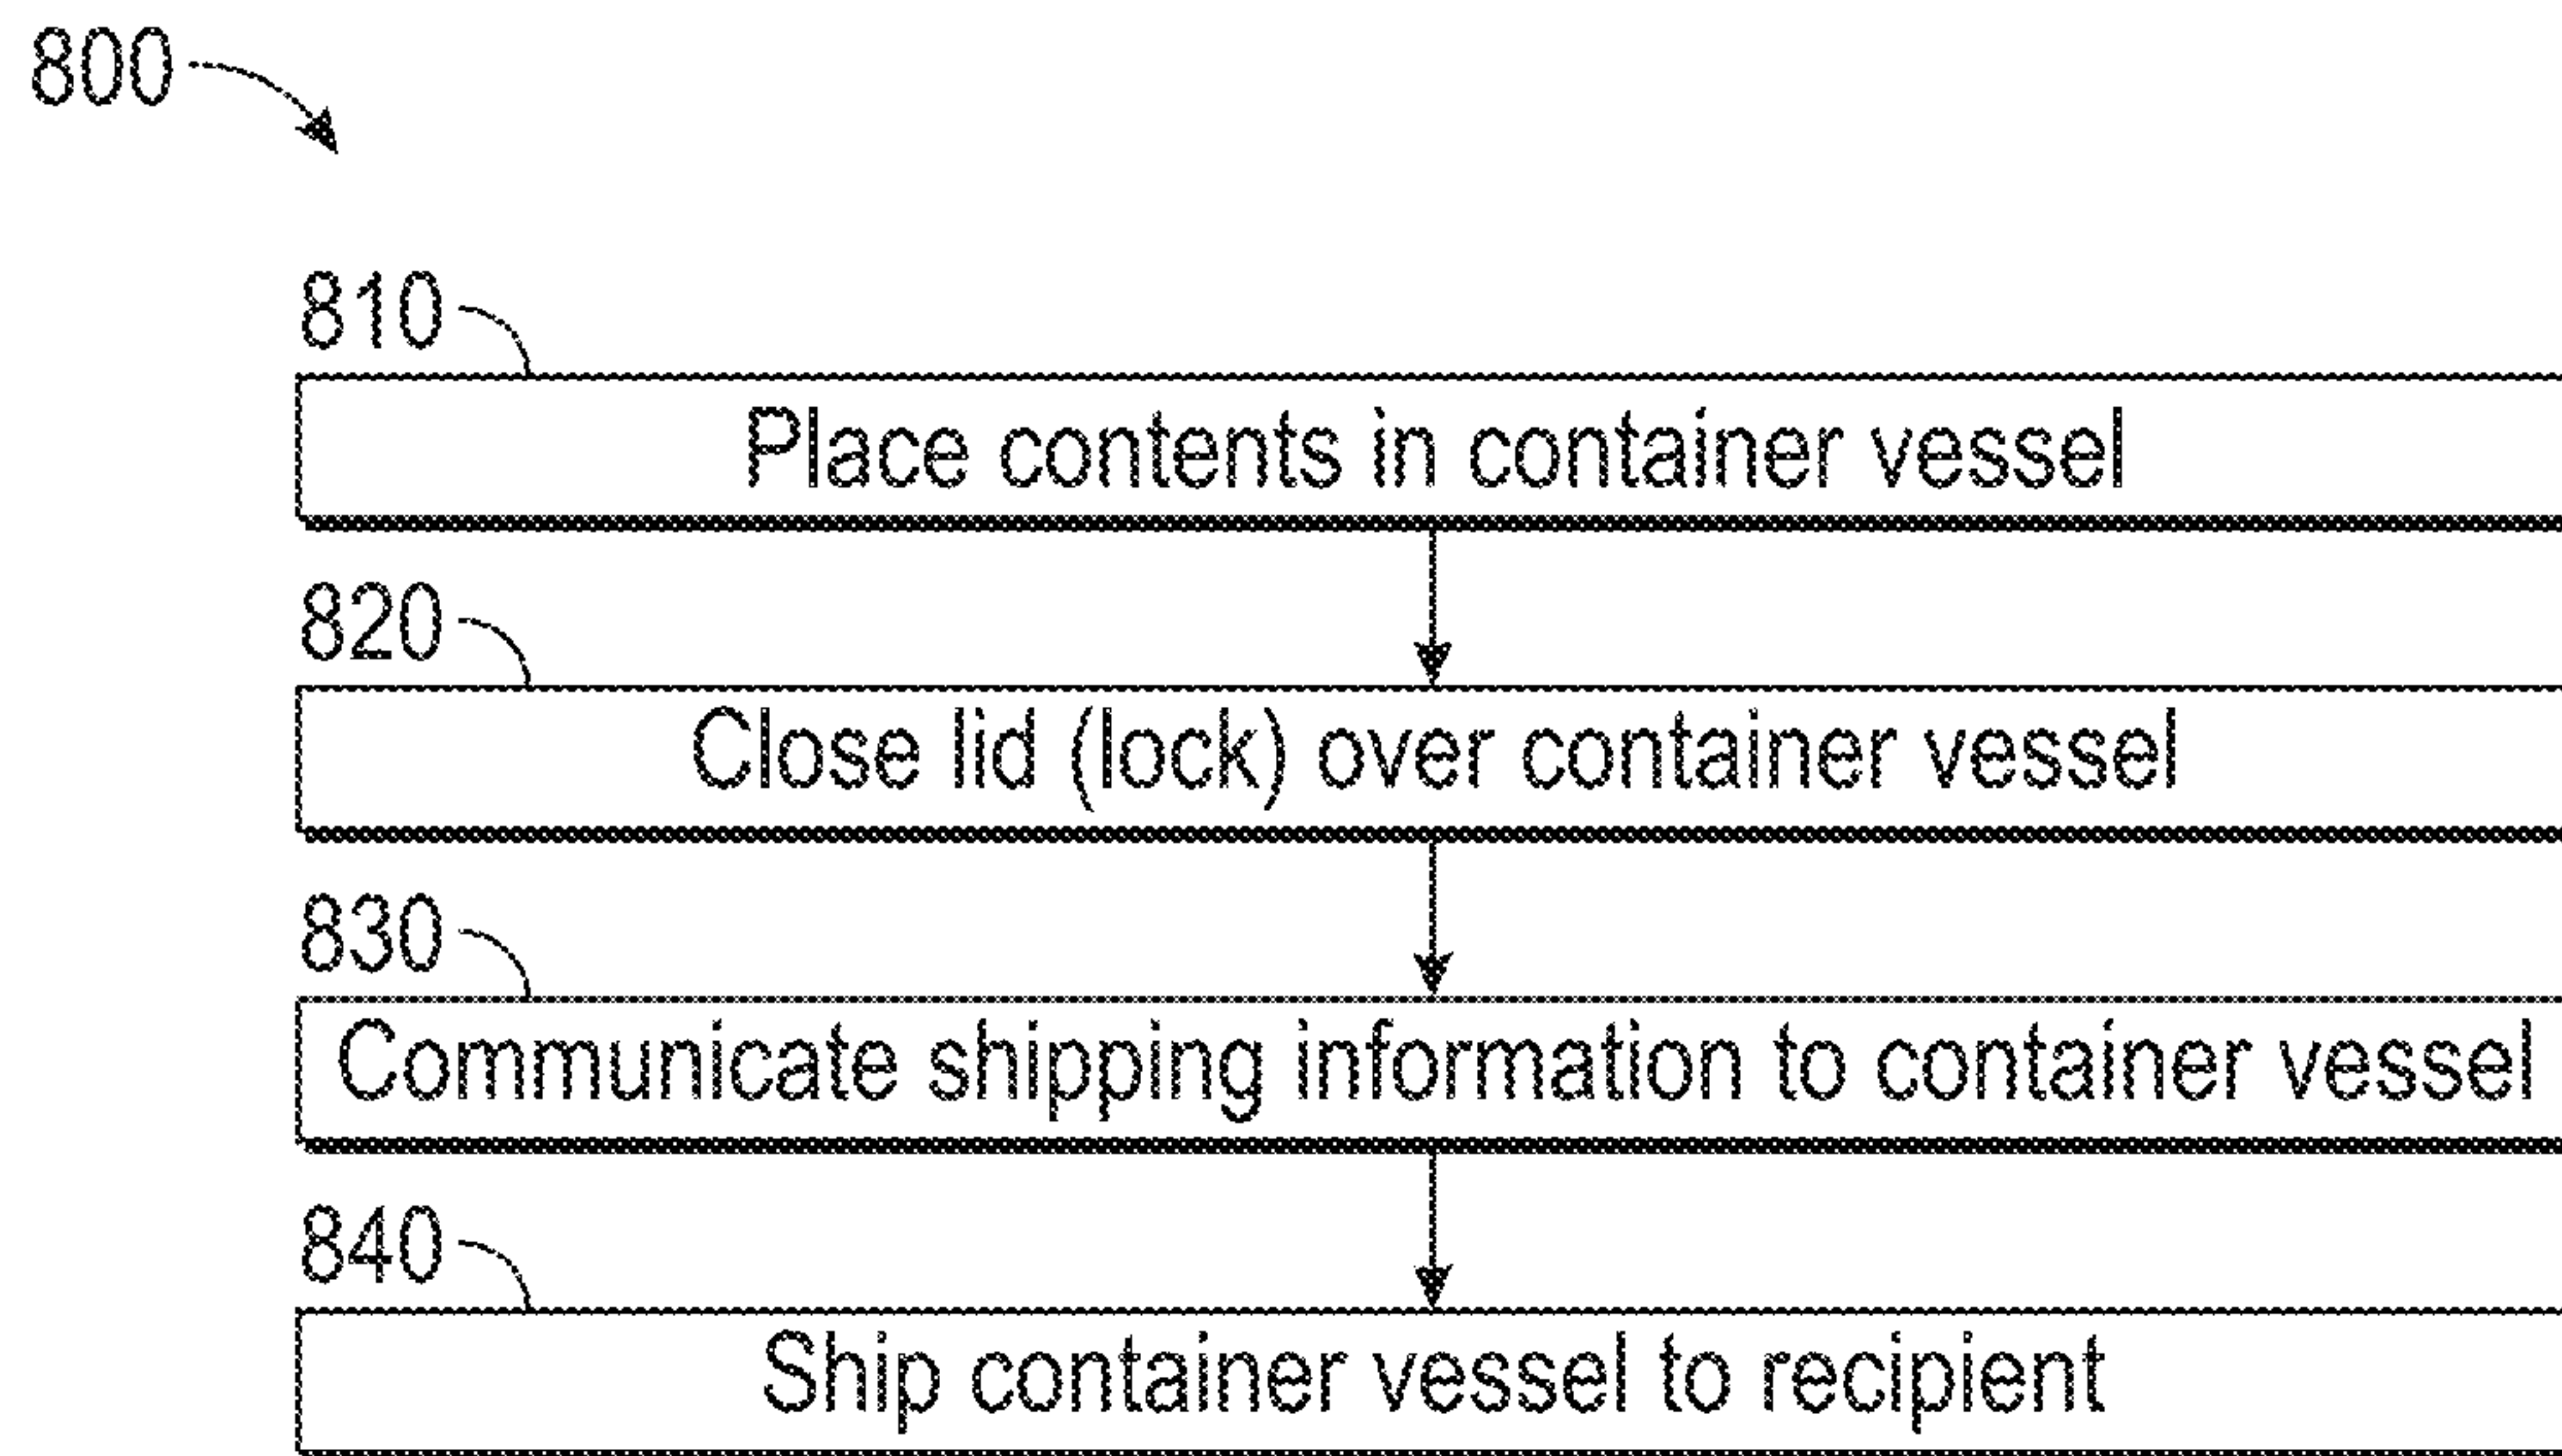 800
810
Place contents in container vessel
820
Close lid (lock) over container vessel
830
Communicate shipping information to container vessel
840
Ship container vessel to recipient